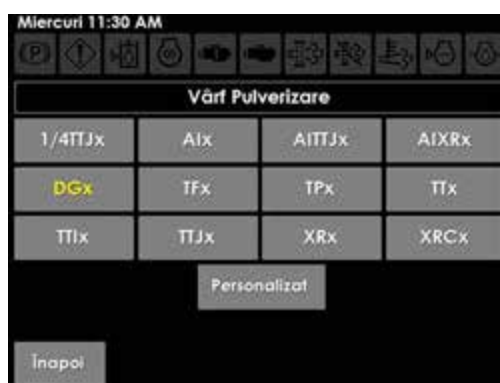 Miercuri 11:30 AM
Vârf Pulverizare
1/4TTJx AIx AITTJx AIXRx
DGx TFx TPx TTx
TTIx TTJx XRx XRCx
Personalizat
Înapoi